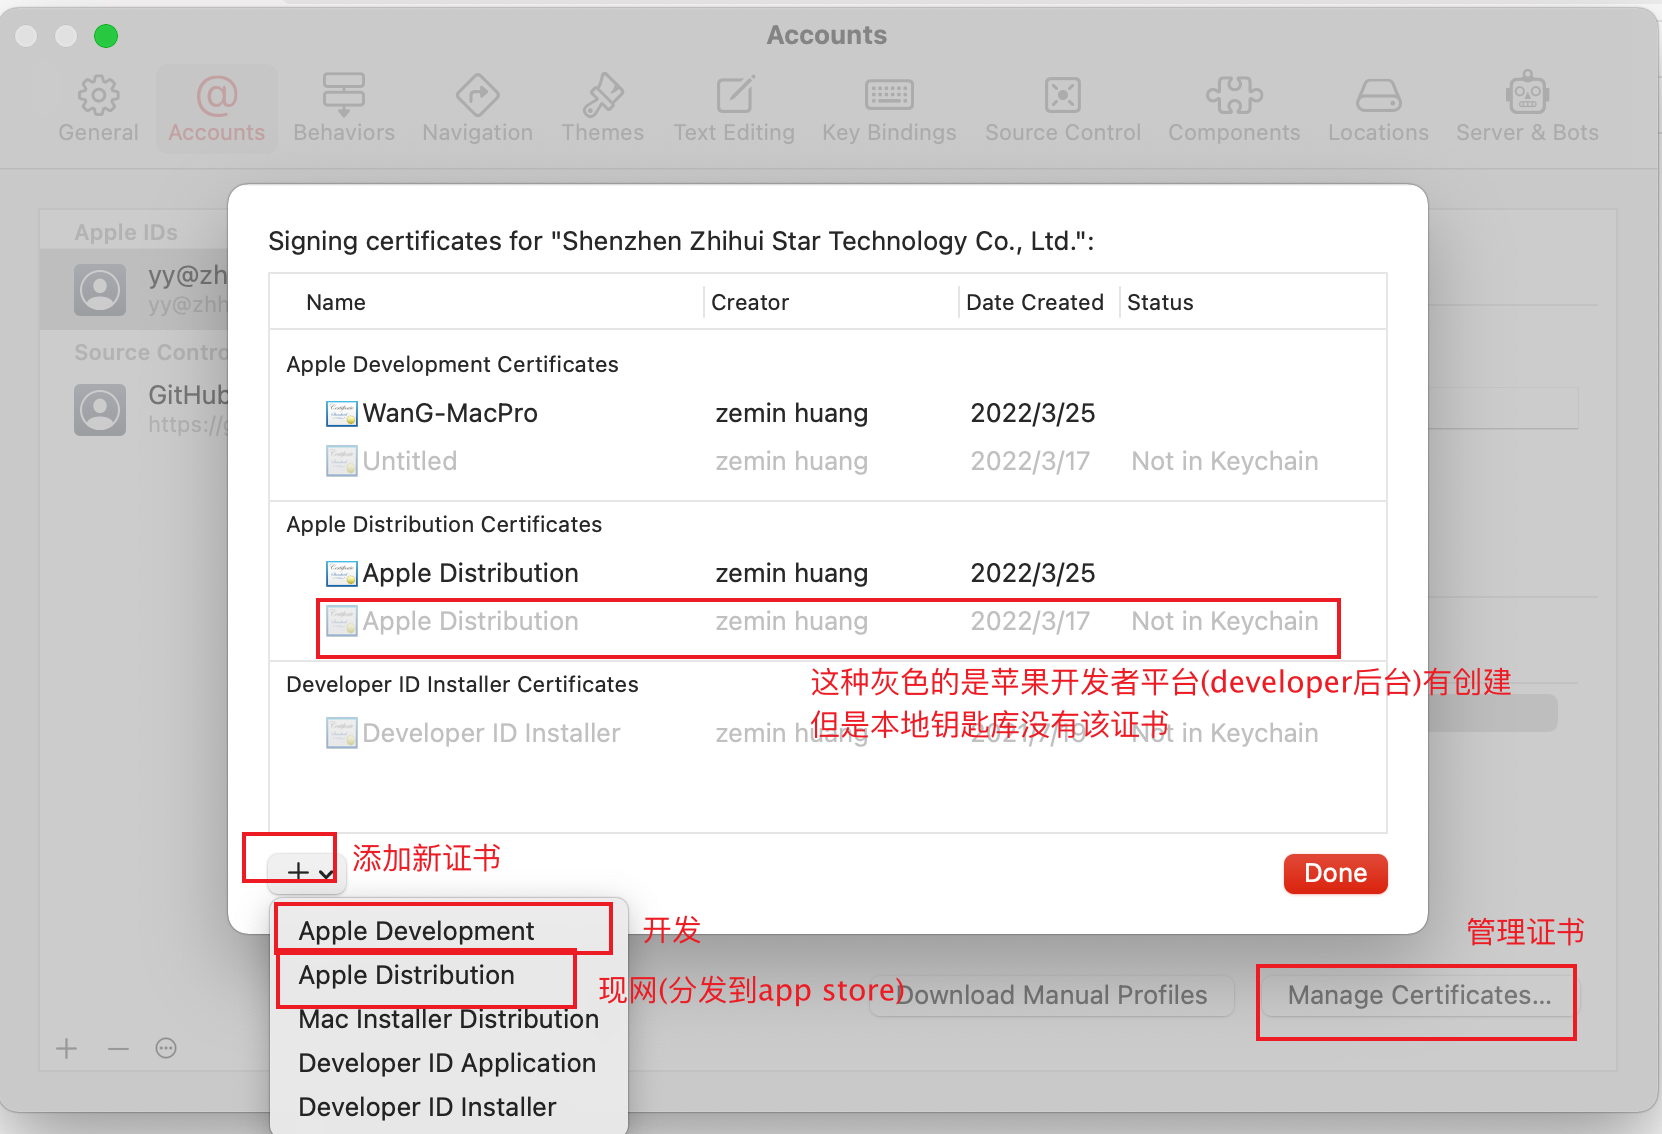 Accounts
General
Accounts
Behaviors
Navigation
Themes
Text Editing
Key Bindings
Source Control
Components
Locations
Server & Bots
Apple IDs
yy@zh
yy@zhh
Source Contro
GitHub
https://g
Signing certificates for "Shenzhen Zhihui Star Technology Co., Ltd.":
Name Creator Date Created Status
Apple Development Certificates
WanG-MacPro zemin huang 2022/3/25
Untitled zemin huang 2022/3/17 Not in Keychain
Apple Distribution Certificates
Apple Distribution zemin huang 2022/3/25
Apple Distribution zemin huang 2022/3/17 Not in Keychain
这种灰色的是苹果开发者平台(developer后台)有创建
但是本地钥匙库没有该证书
Developer ID Installer Certificates
Developer ID Installer zemin huang 2021/7/19 Not in Keychain
添加新证书
Done
Apple Development
开发
Apple Distribution
现网(分发到app store)
Mac Installer Distribution
Developer ID Application
Developer ID Installer
Download Manual Profiles
管理证书
Manage Certificates...